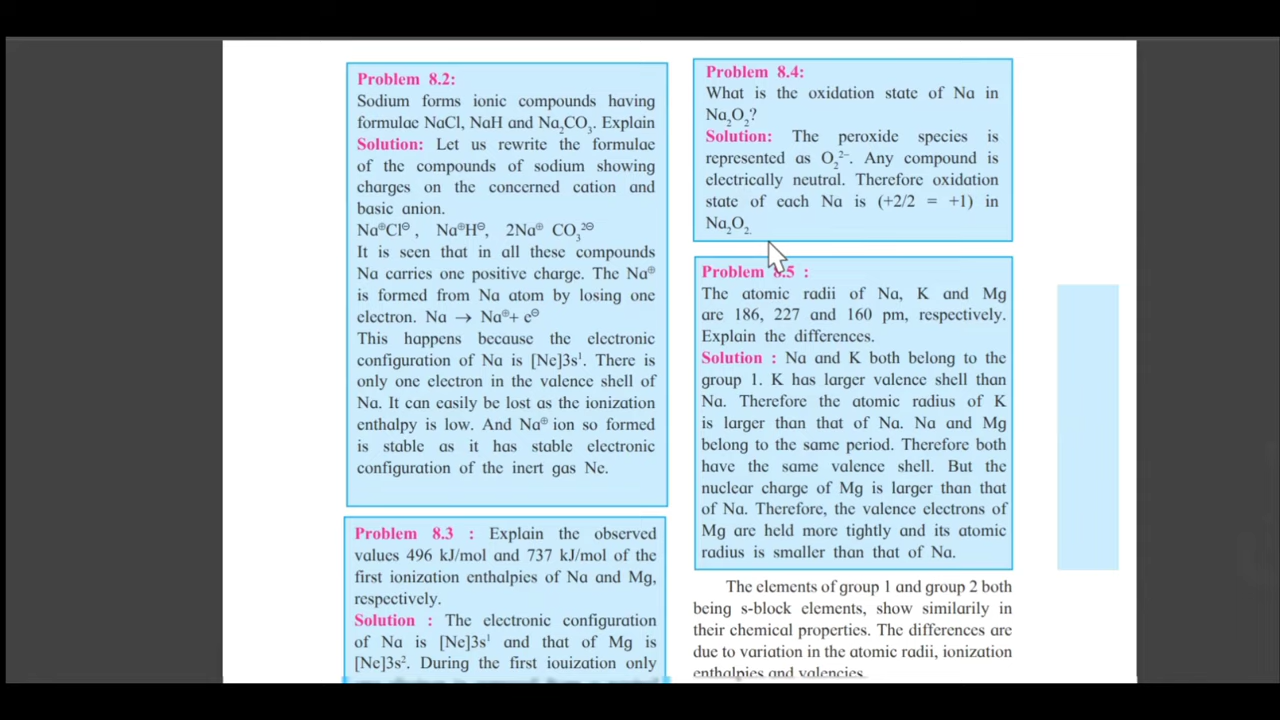 Problem 8.2:
Sodium forms ionic compounds having
formulae NaCl, NaH and Na₂CO₃. Explain
Solution: Let us rewrite the formulae
of the compounds of sodium showing
charges on the concerned cation and
basic anion.
Na⊕Cl⊖, Na⊕H⊖, 2Na⊕ CO₃²⊖
It is seen that in all these compounds
Na carries one positive charge. The Na⊕
is formed from Na atom by losing one
electron. Na → Na⊕+ e⊖
This happens because the electronic
configuration of Na is [Ne]3s¹. There is
only one electron in the valence shell of
Na. It can easily be lost as the ionization
enthalpy is low. And Na⊕ ion so formed
is stable as it has stable electronic
configuration of the inert gas Ne.
Problem 8.3 : Explain the observed
values 496 kJ/mol and 737 kJ/mol of the
first ionization enthalpies of Na and Mg,
respectively.
Solution : The electronic configuration
of Na is [Ne]3s¹ and that of Mg is
[Ne]3s². During the first iouization only
Problem 8.4:
What is the oxidation state of Na in
Na₂O₂?
Solution: The peroxide species is
represented as O₂²⁻. Any compound is
electrically neutral. Therefore oxidation
state of each Na is (+2/2 = +1) in
Na₂O₂.
Problem 8.5 :
The atomic radii of Na, K and Mg
are 186, 227 and 160 pm, respectively.
Explain the differences.
Solution : Na and K both belong to the
group 1. K has larger valence shell than
Na. Therefore the atomic radius of K
is larger than that of Na. Na and Mg
belong to the same period. Therefore both
have the same valence shell. But the
nuclear charge of Mg is larger than that
of Na. Therefore, the valence electrons of
Mg are held more tightly and its atomic
radius is smaller than that of Na.
The elements of group 1 and group 2 both
being s-block elements, show similarily in
their chemical properties. The differences are
due to variation in the atomic radii, ionization
enthalpies and valencies.